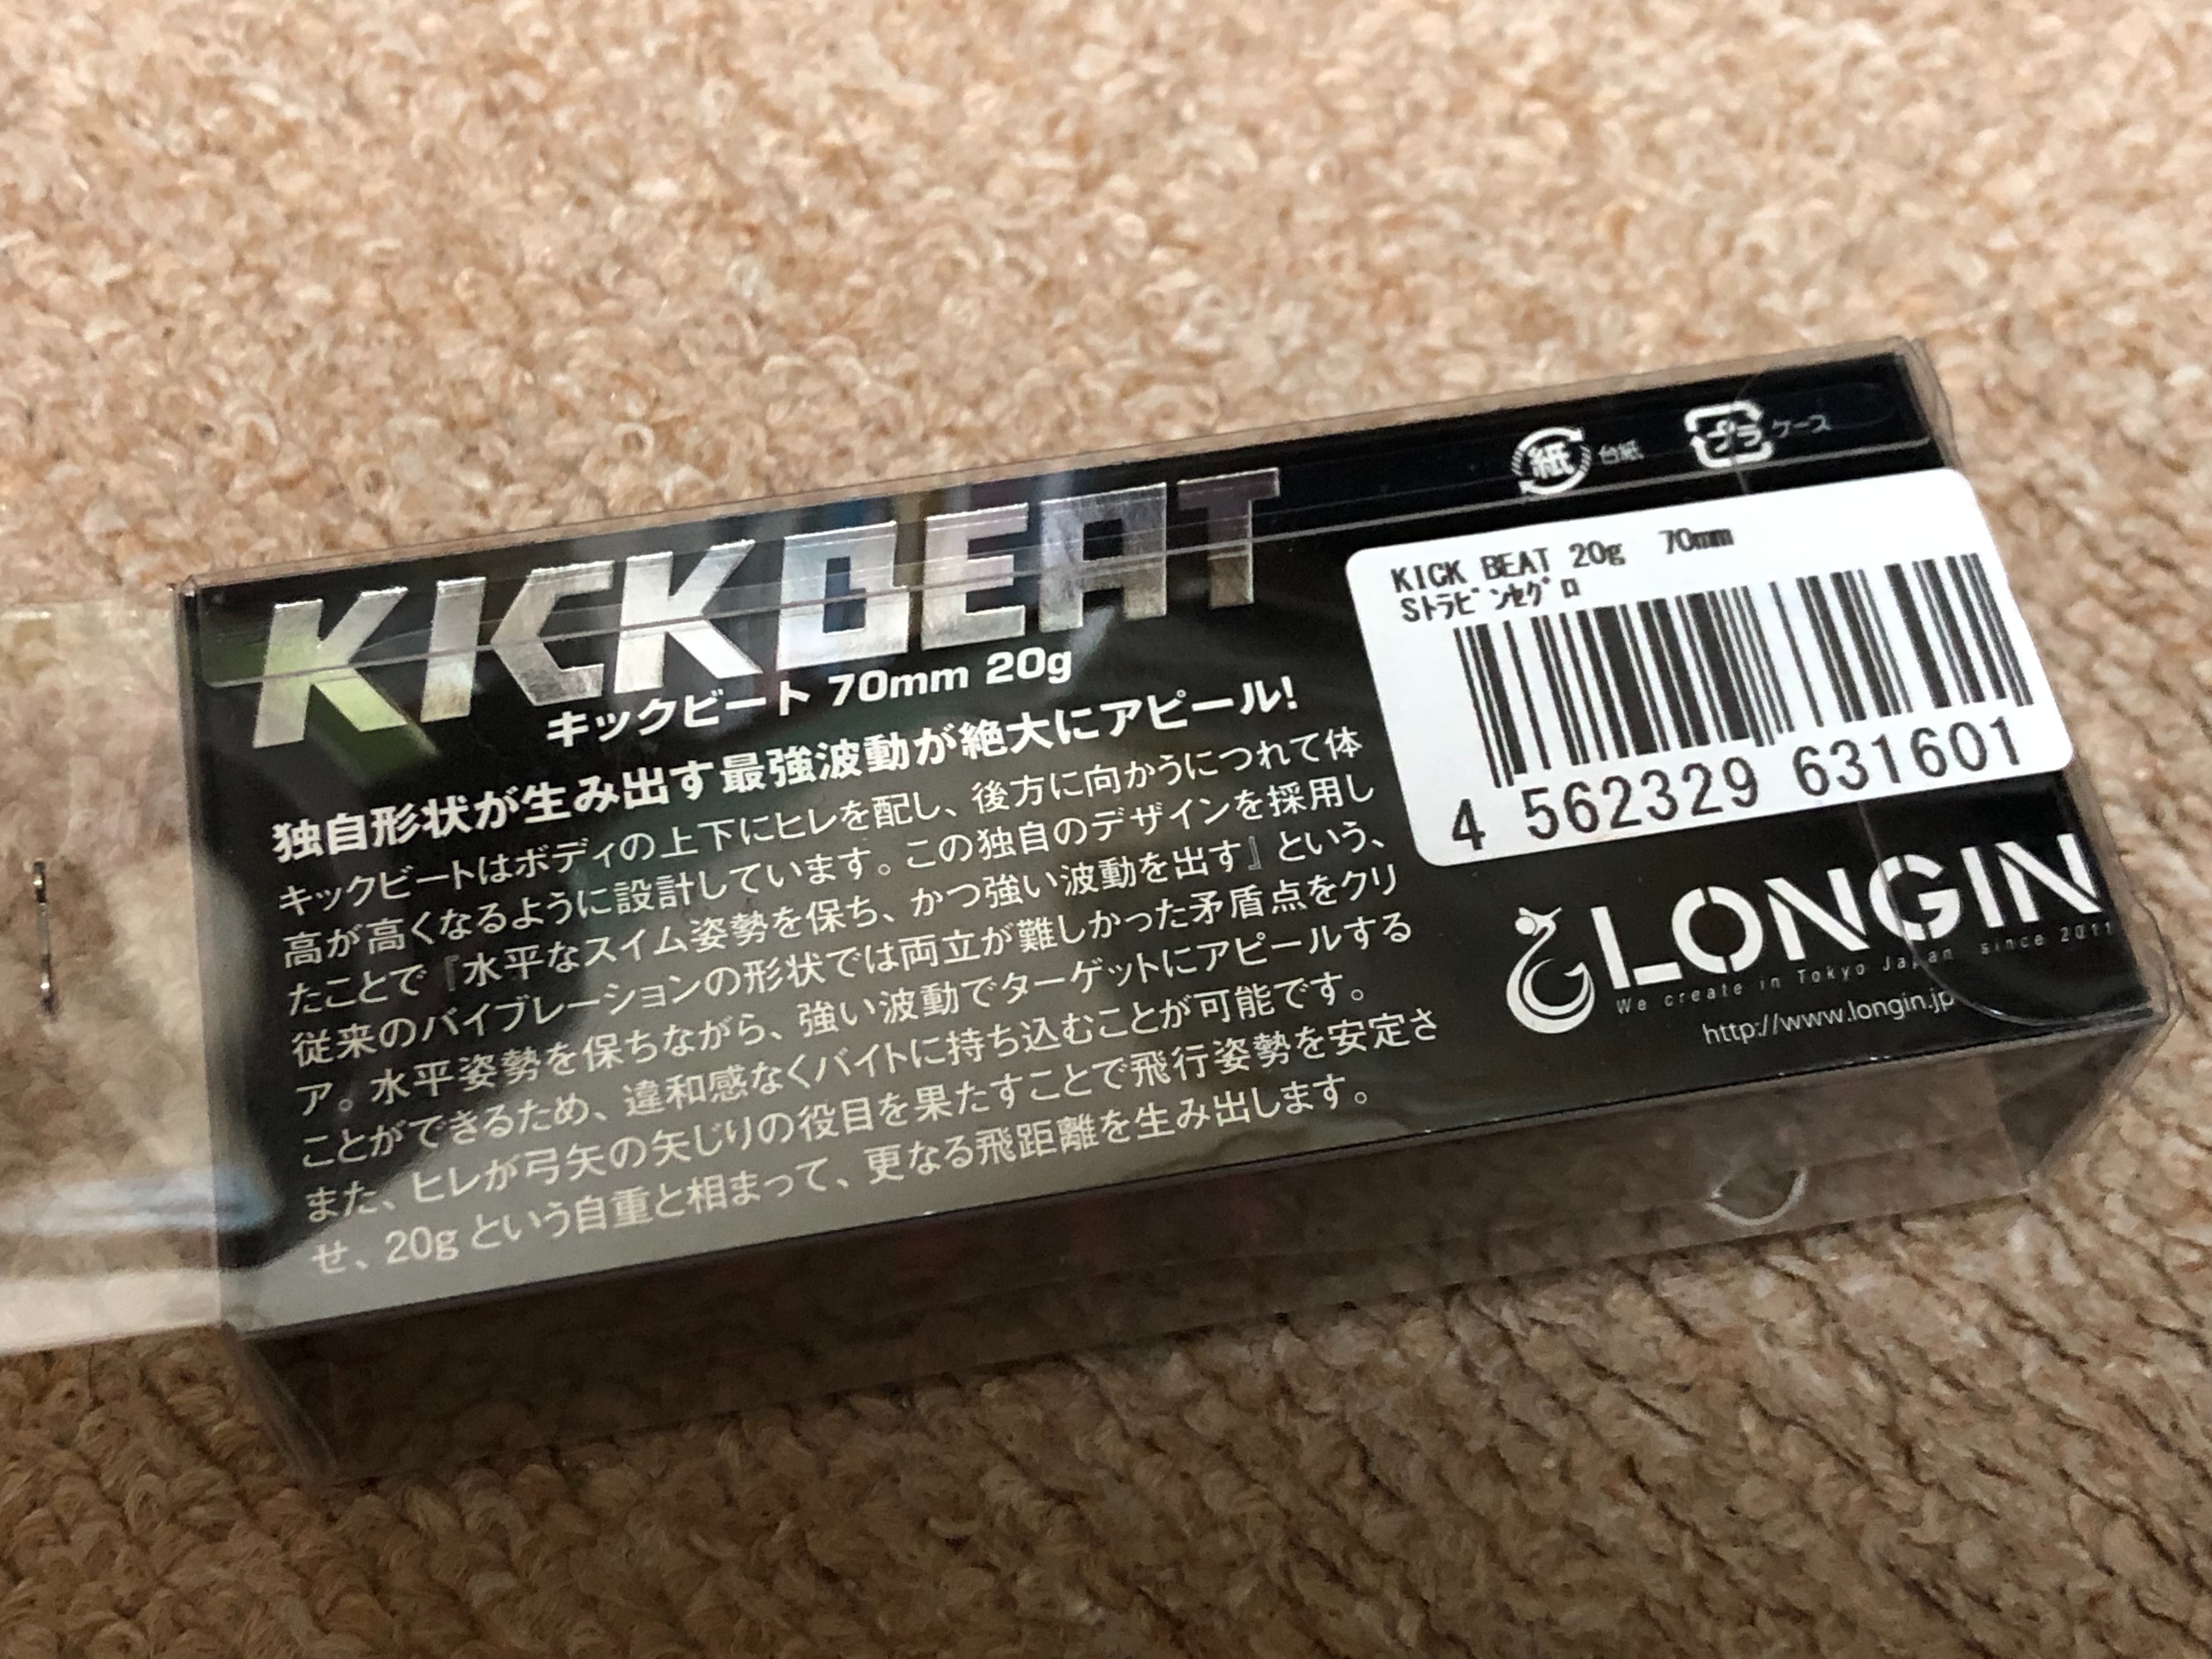 KICKBEAT
キックビート 70mm 20g
独自形状が生み出す最強波動が絶大にアピール!
キックビートはボディの上下にヒレを配し、後方に向かうにつれて体
高が高くなるように設計しています。この独自のデザインを採用し
たことで『水平なスイム姿勢を保ち、かつ強い波動を出す』という、
従来のバイブレーションの形状では両立が難しかった矛盾点をクリ
ア。水平姿勢を保ちながら、強い波動でターゲットにアピールする
ことができるため、違和感なくバイトに持ち込むことが可能です。
また、ヒレが弓矢の矢じりの役目を果たすことで飛行姿勢を安定さ
せ、20g という自重と相まって、更なる飛距離を生み出します。
紙 台紙 プラ ケース
KICK BEAT 20g 70mm
Sﾄﾗﾋﾟﾝｾｸﾞﾛ
4 562329 631601
LONGIN
We create in Tokyo Japan since 2011
http://www.longin.jp